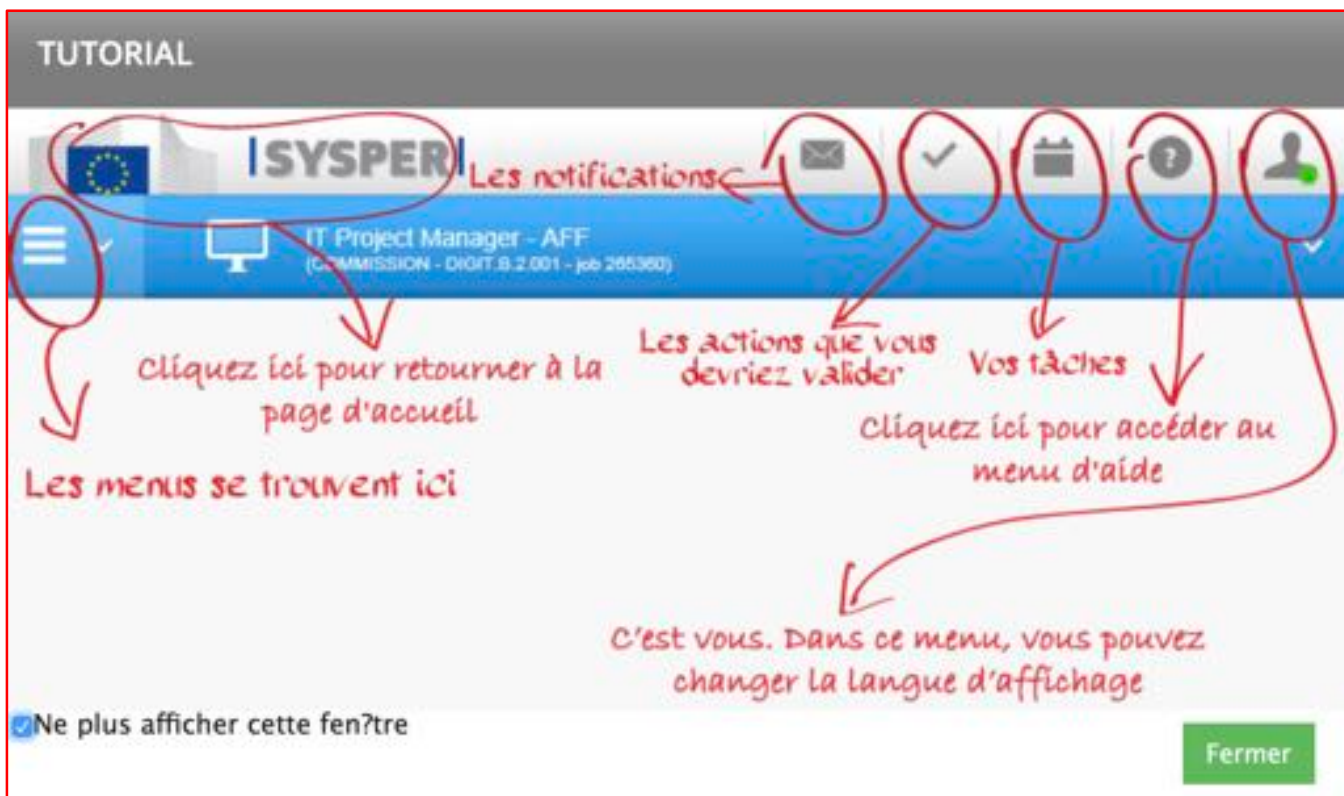 TUTORIAL
SYSPER
Les notifications
IT Project Manager - AFF
(COMMISSION - DIGIT.B.2.001 - job 265360)
Les actions que vous
devriez valider
Vos tâches
Cliquez ici pour retourner à la
page d'accueil
Cliquez ici pour accéder au
menu d'aide
Les menus se trouvent ici
C'est vous. Dans ce menu, vous pouvez
changer la langue d'affichage
Ne plus afficher cette fen?tre
Fermer